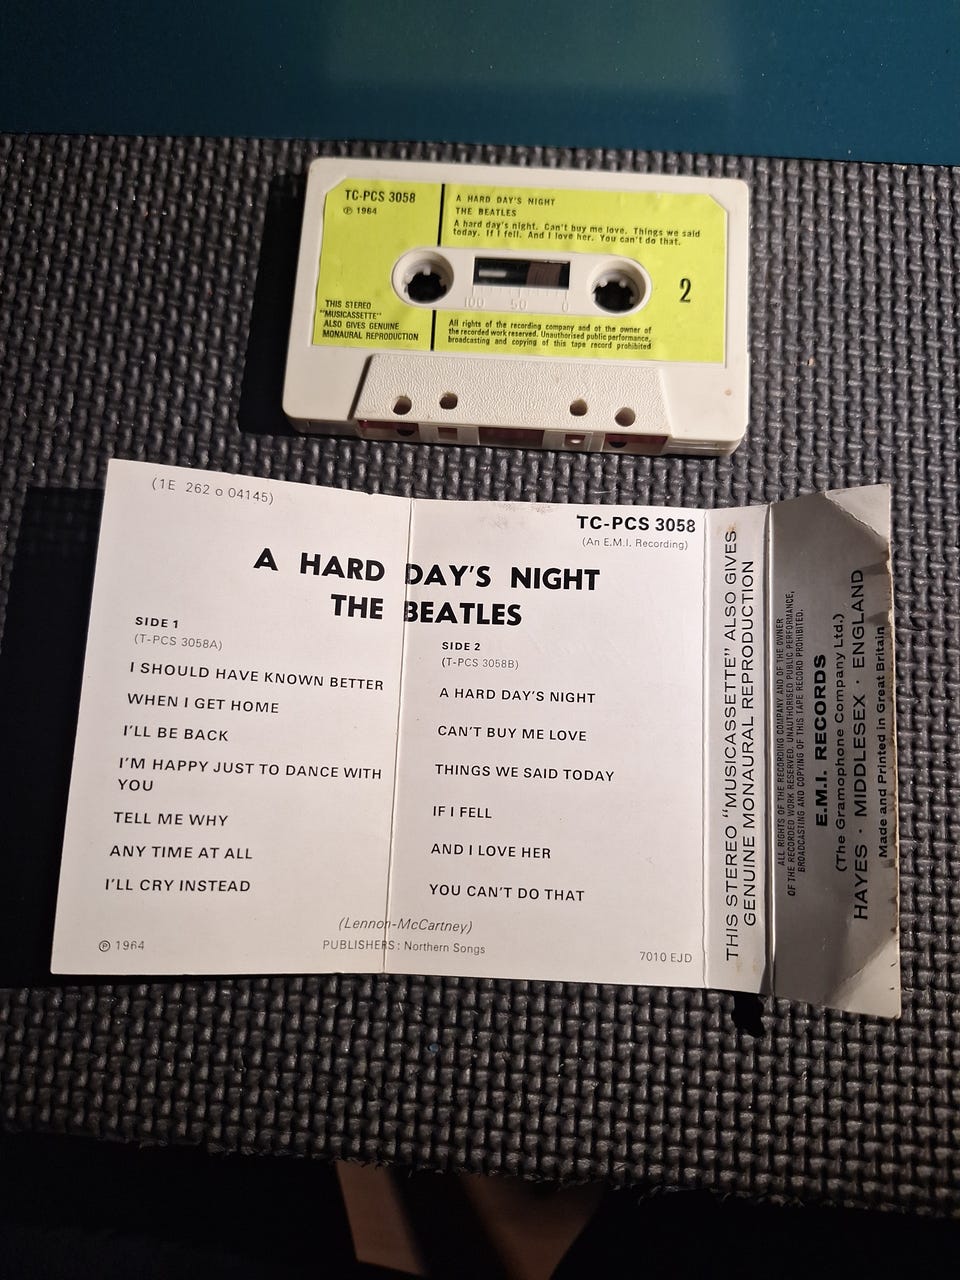 TC-PCS 3058
℗ 1964
A HARD DAY'S NIGHT
THE BEATLES
A hard day's night. Can't buy me love. Things we said
today. If I fell. And I love her. You can't do that.
2
100 50 0
THIS STEREO
"MUSICASSETTE"
ALSO GIVES GENUINE
MONAURAL REPRODUCTION
All rights of the recording company and of the owner of
the recorded work reserved. Unauthorised public performance,
broadcasting and copying of this tape record prohibited
(1E 262 o 04145)
TC-PCS 3058
(An E.M.I. Recording)
A HARD DAY'S NIGHT
THE BEATLES
SIDE 1
(T-PCS 3058A)
I SHOULD HAVE KNOWN BETTER
WHEN I GET HOME
I'LL BE BACK
I'M HAPPY JUST TO DANCE WITH
YOU
TELL ME WHY
ANY TIME AT ALL
I'LL CRY INSTEAD
SIDE 2
(T-PCS 3058B)
A HARD DAY'S NIGHT
CAN'T BUY ME LOVE
THINGS WE SAID TODAY
IF I FELL
AND I LOVE HER
YOU CAN'T DO THAT
(Lennon-McCartney)
℗ 1964
PUBLISHERS: Northern Songs
7010 EJD
THIS STEREO "MUSICASSETTE" ALSO GIVES
GENUINE MONAURAL REPRODUCTION
ALL RIGHTS OF THE RECORDING COMPANY AND OF THE OWNER
OF THE RECORDED WORK RESERVED. UNAUTHORISED PUBLIC PERFORMANCE,
BROADCASTING AND COPYING OF THIS TAPE RECORD PROHIBITED.
E.M.I. RECORDS
(The Gramophone Company Ltd.)
HAYES · MIDDLESEX · ENGLAND
Made and Printed in Great Britain